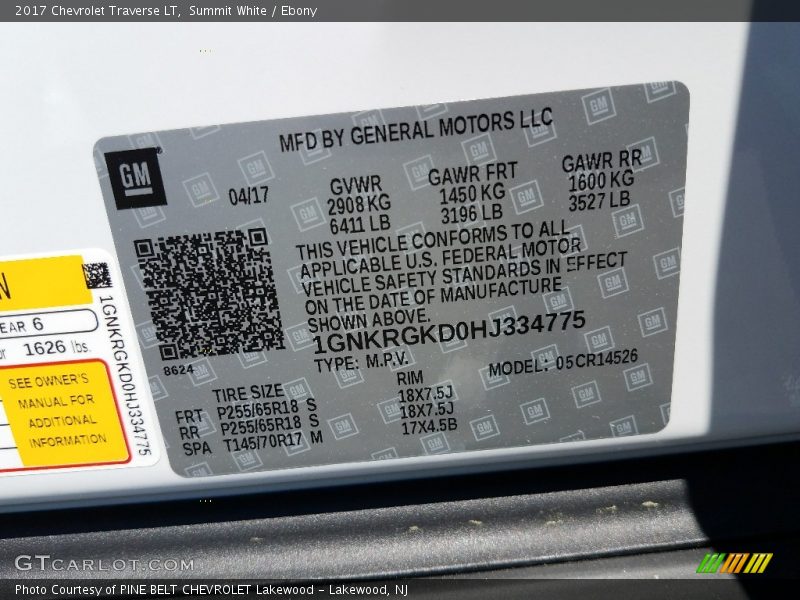 2017 Chevrolet Traverse LT, Summit White / Ebony
MFD BY GENERAL MOTORS LLC
GM
04/17
GVWR
2908 KG
6411 LB
GAWR FRT
1450 KG
3196 LB
GAWR RR
1600 KG
3527 LB
THIS VEHICLE CONFORMS TO ALL
APPLICABLE U.S. FEDERAL MOTOR
VEHICLE SAFETY STANDARDS IN EFFECT
ON THE DATE OF MANUFACTURE
SHOWN ABOVE.
1GNKRGKD0HJ334775
8624
TYPE: M.P.V.
MODEL: 05CR14526
TIRE SIZE
RIM
FRT P255/65R18 S 18X7.5J
RR P255/65R18 S 18X7.5J
SPA T145/70R17 M 17X4.5B
N
EAR 6
or 1626 lbs
SEE OWNER'S
MANUAL FOR
ADDITIONAL
INFORMATION
1GNKRGKD0HJ334775
GTCARLOT.COM
Photo Courtesy of PINE BELT CHEVROLET Lakewood - Lakewood, NJ